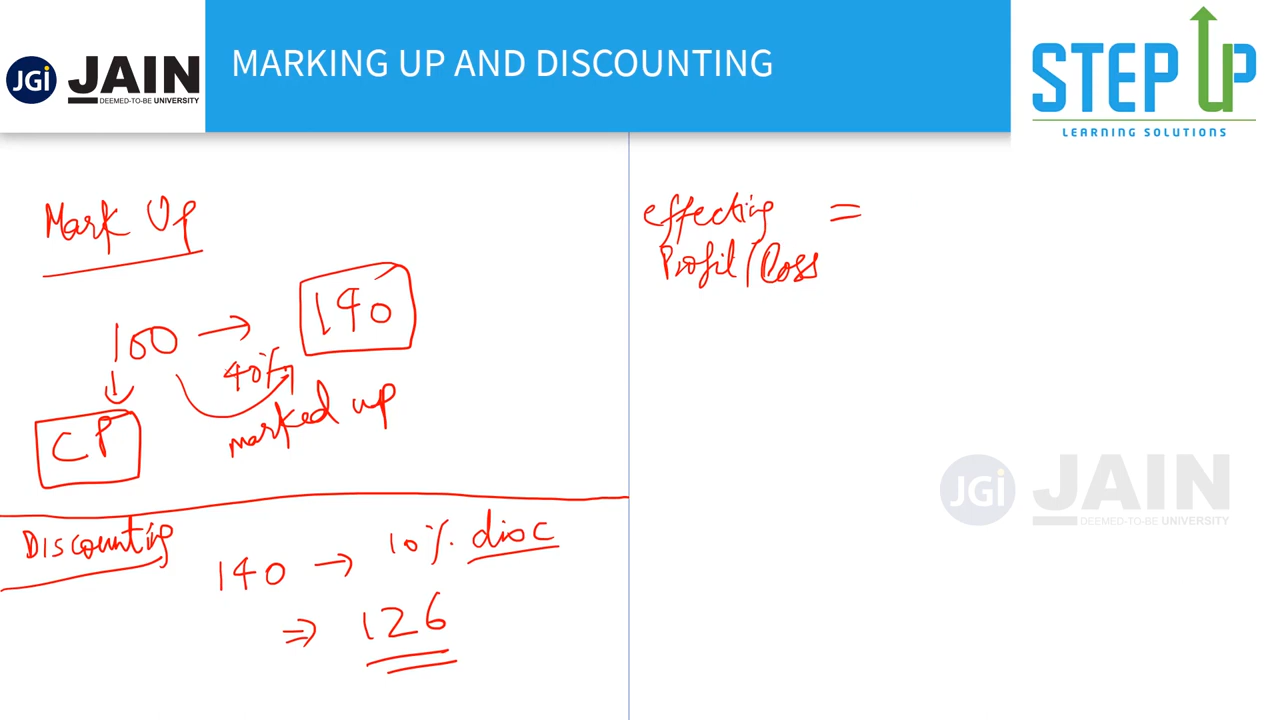 JGi JAIN
DEEMED-TO-BE UNIVERSITY
MARKING UP AND DISCOUNTING
STEP UP
LEARNING SOLUTIONS
Mark Up
100 → 140
40%
marked up
↓
CP
Discounting
140 → 10% disc
⇒ 126
effecting =
Profit/Loss
JGi JAIN
DEEMED-TO-BE UNIVERSITY